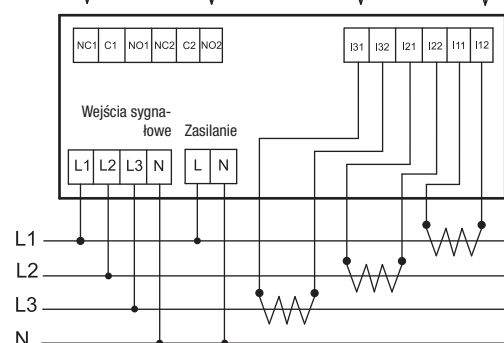 NC1 C1 NO1 NC2 C2 NO2 I31 I32 I21 I22 I11 I12
Wejścia sygna-
łowe Zasilanie
L1 L2 L3 N L N
L1
L2
L3
N